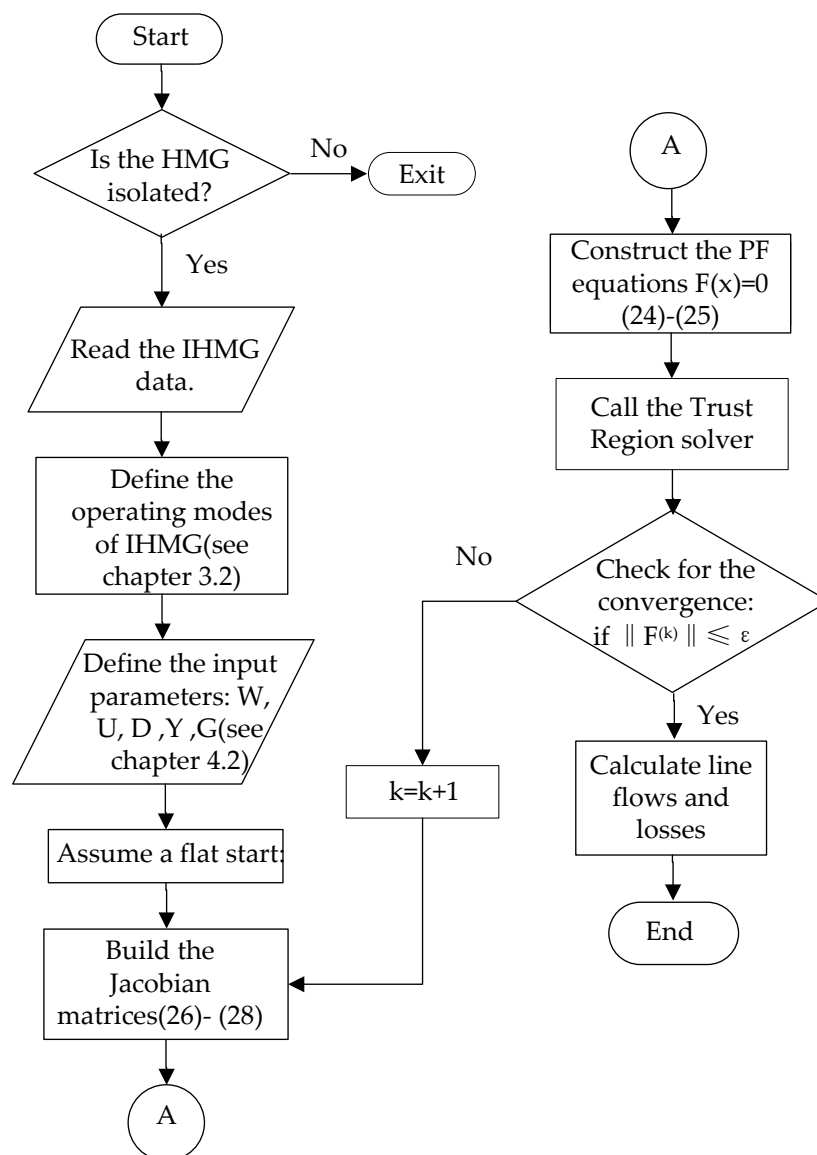 Start
Is the HMG
isolated?
No
Exit
Yes
Read the IHMG
data.
Define the
operating modes
of IHMG(see
chapter 3.2)
Define the input
parameters: W,
U, D ,Y ,G(see
chapter 4.2)
Assume a flat start:
Build the
Jacobian
matrices(26)- (28)
A
A
Construct the PF
equations F(x)=0
(24)-(25)
Call the Trust
Region solver
Check for the
convergence:
if ‖ F⁽ᵏ⁾ ‖ ≤ ε
No
k=k+1
Yes
Calculate line
flows and
losses
End